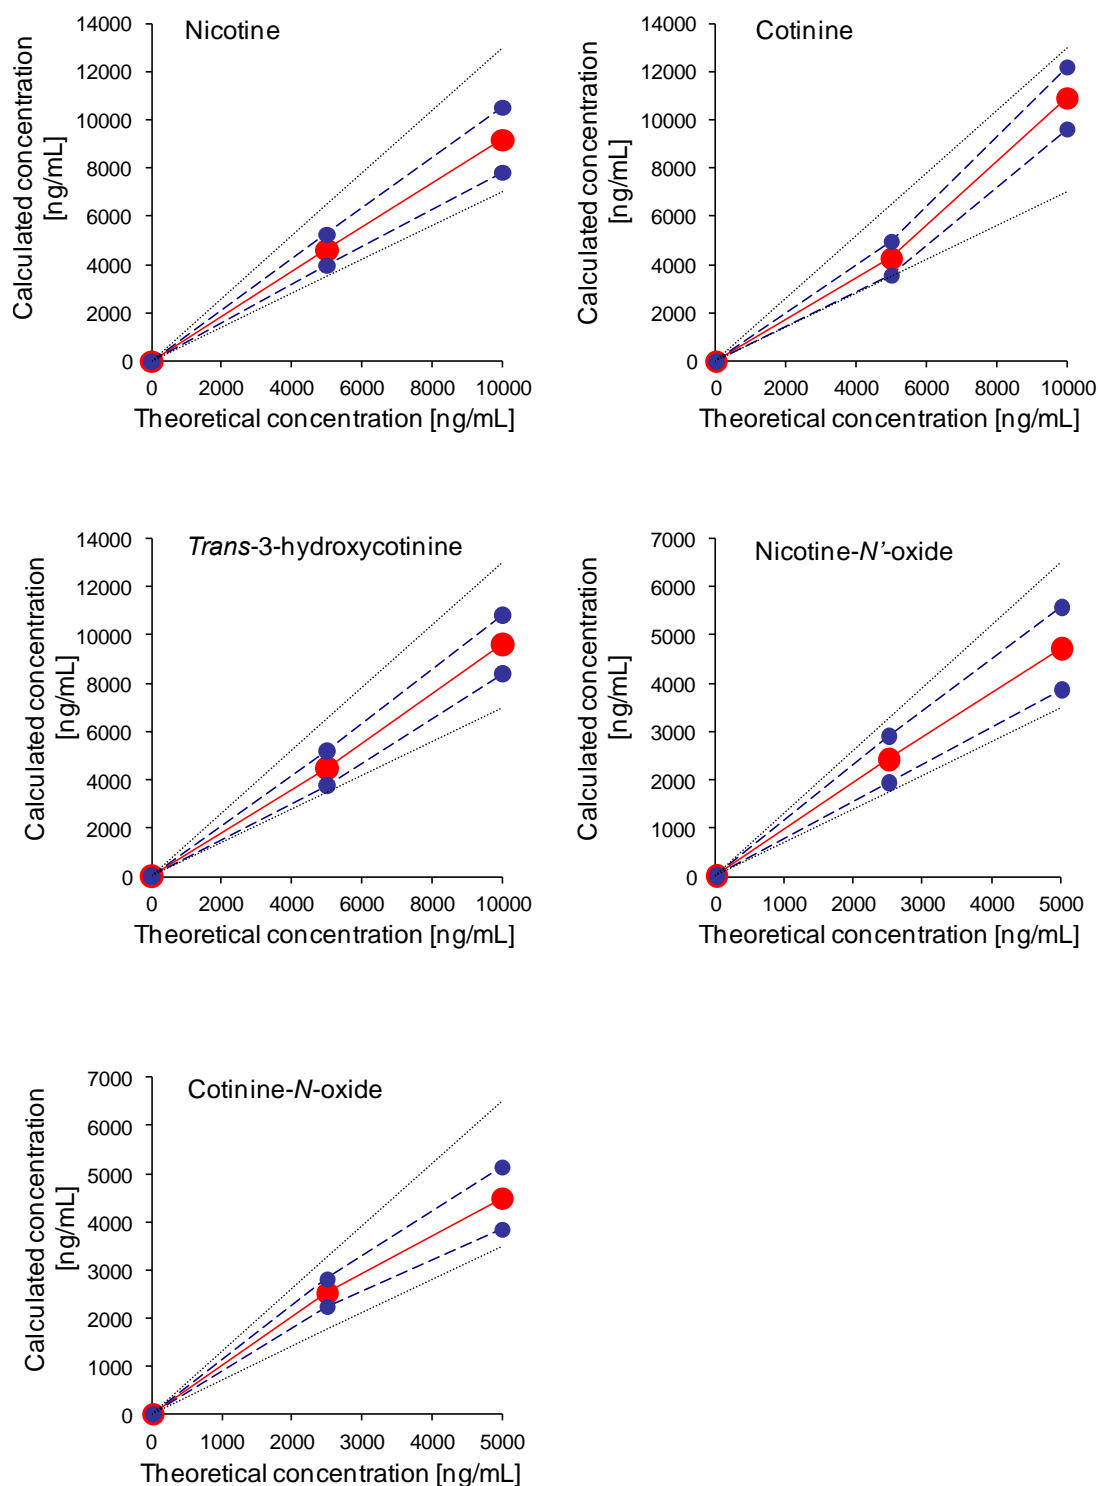 Nicotine
Calculated concentration
[ng/mL]
14000
12000
10000
8000
6000
4000
2000
0
0 2000 4000 6000 8000 10000
Theoretical concentration [ng/mL]
Cotinine
Calculated concentration
[ng/mL]
14000
12000
10000
8000
6000
4000
2000
0
0 2000 4000 6000 8000 10000
Theoretical concentration [ng/mL]
Trans-3-hydroxycotinine
Calculated concentration
[ng/mL]
14000
12000
10000
8000
6000
4000
2000
0
0 2000 4000 6000 8000 10000
Theoretical concentration [ng/mL]
Nicotine-N'-oxide
Calculated concentration
[ng/mL]
7000
6000
5000
4000
3000
2000
1000
0
0 1000 2000 3000 4000 5000
Theoretical concentration [ng/mL]
Cotinine-N-oxide
Calculated concentration
[ng/mL]
7000
6000
5000
4000
3000
2000
1000
0
0 1000 2000 3000 4000 5000
Theoretical concentration [ng/mL]